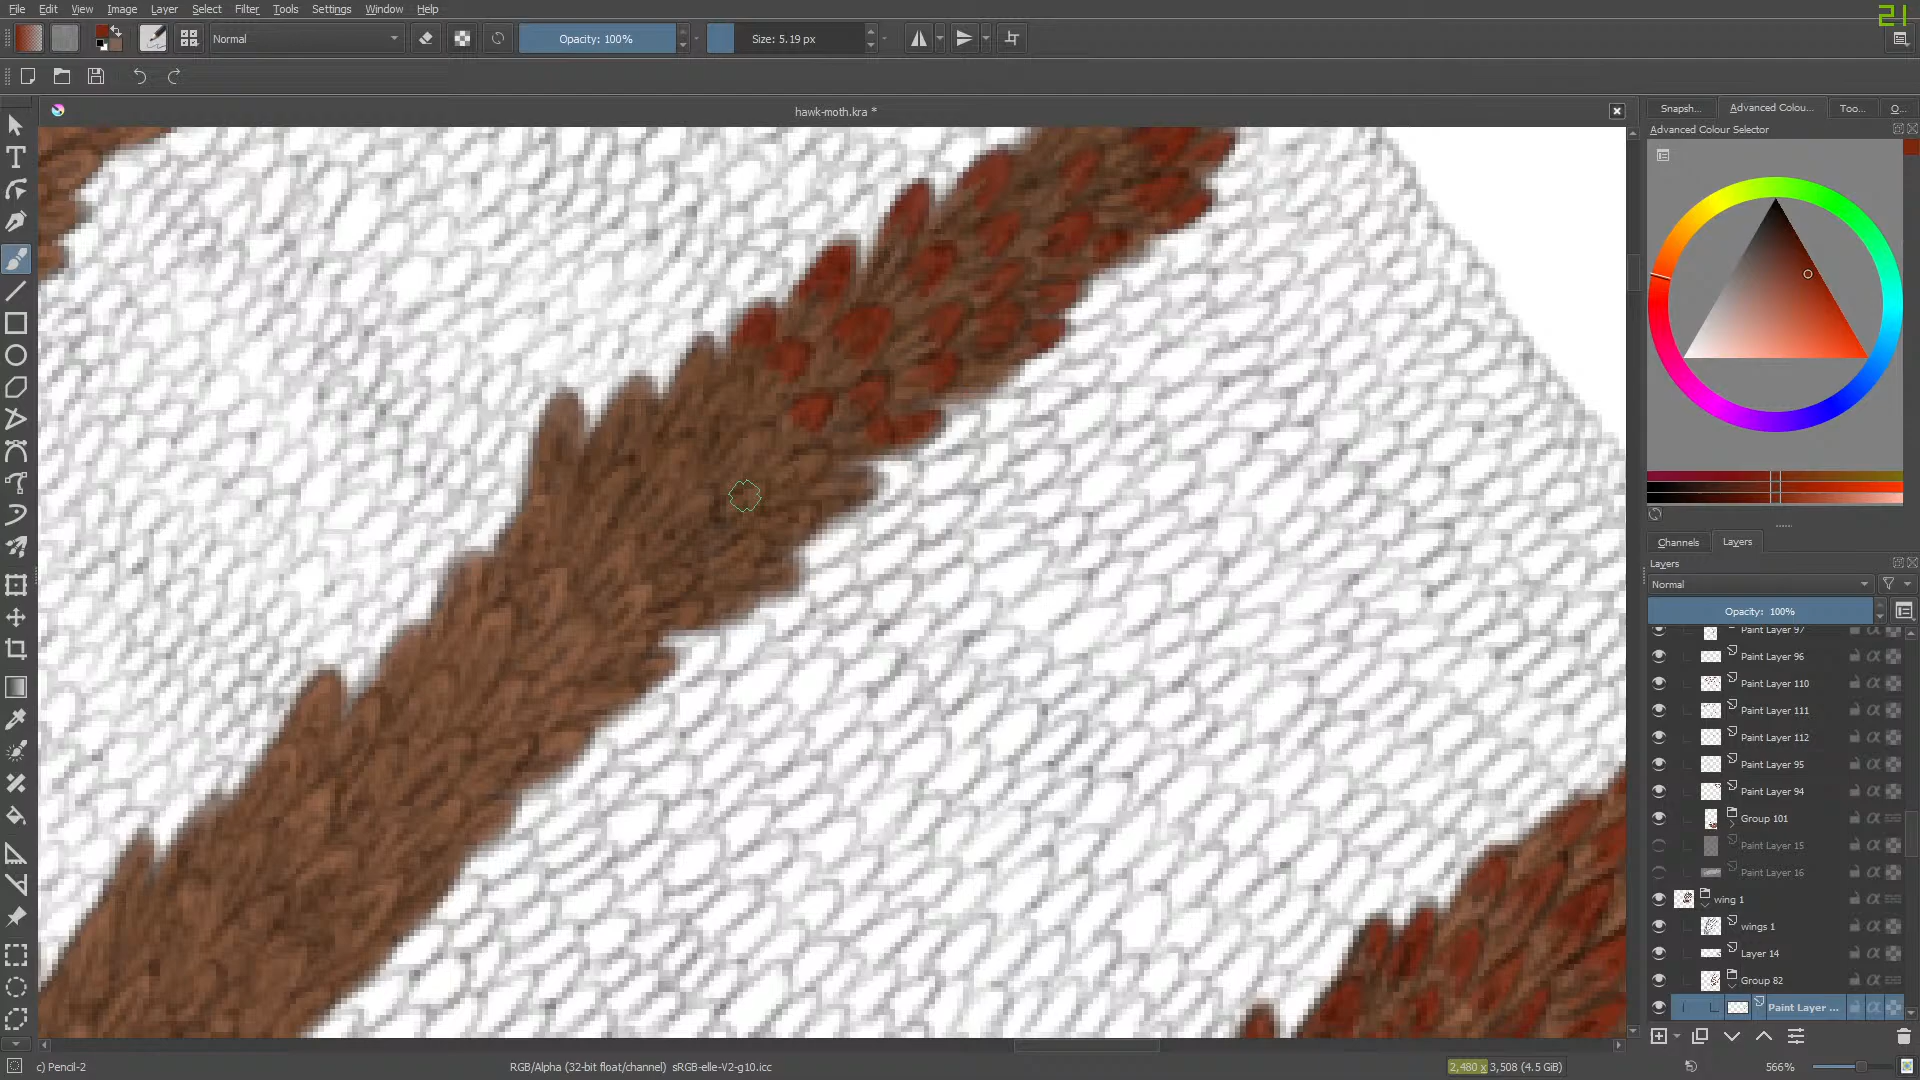 File Edit View Image Layer Select Filter Tools Settings Window Help
21
Normal
Opacity: 100%
Size: 5.19 px
hawk-moth.kra *
Snapsh... Advanced Colou... Too... O...
Advanced Colour Selector
Channels Layers
Layers
Normal
Opacity: 100%
Paint Layer 97
Paint Layer 96
Paint Layer 110
Paint Layer 111
Paint Layer 112
Paint Layer 95
Paint Layer 94
Group 101
Paint Layer 15
Paint Layer 16
wing 1
wings 1
Layer 14
Group 82
Paint Layer ...
c) Pencil-2
RGB/Alpha (32-bit float/channel) sRGB-elle-V2-g10.icc
2,480 x 3,508 (4.5 GiB)
566%